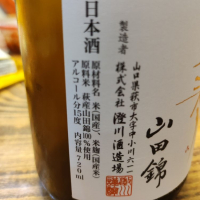 山口県萩市大字中小川六一一
製造者 株式会社 澄川酒造場
山田錦
日本酒
原材料名 米(国産)、米麹(国産米)
原料米 萩産山田錦100%使用
アルコール分15度 内容量720ml